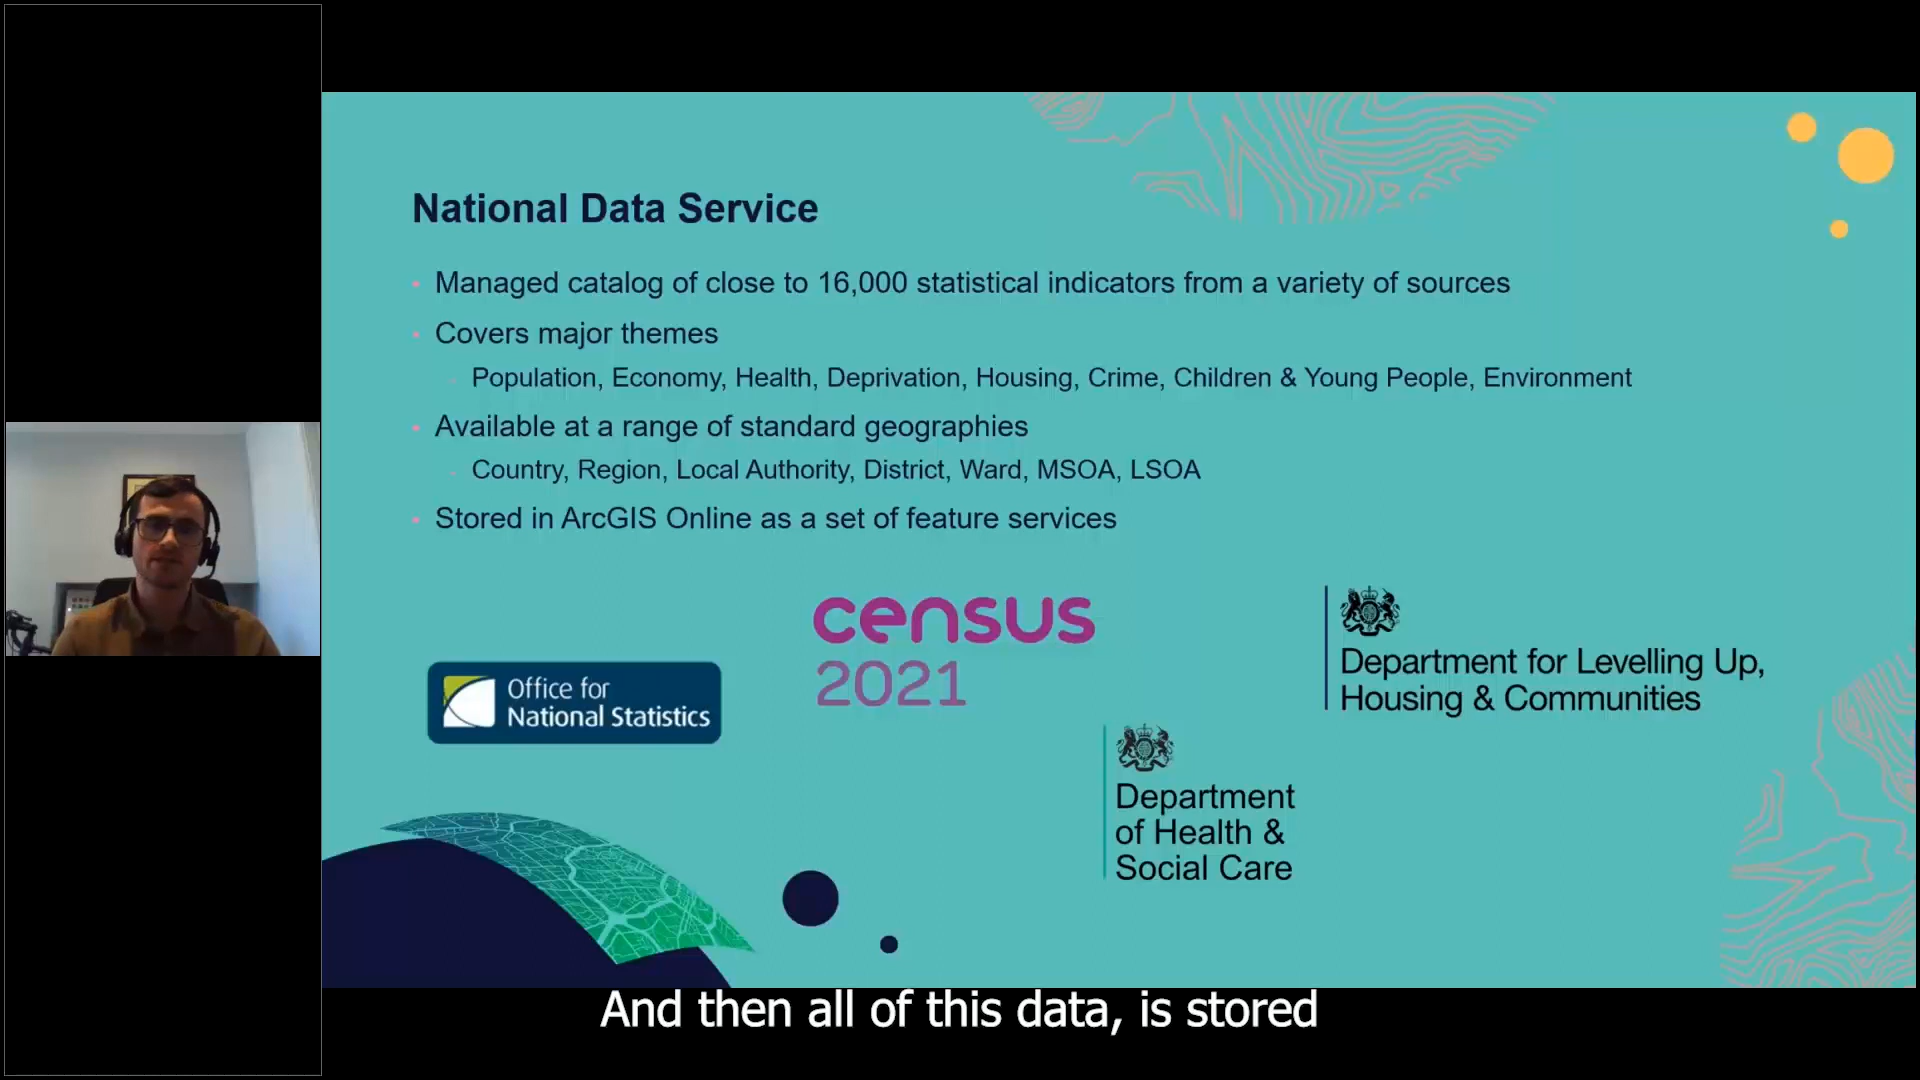 National Data Service
Managed catalog of close to 16,000 statistical indicators from a variety of sources
Covers major themes
Population, Economy, Health, Deprivation, Housing, Crime, Children & Young People, Environment
Available at a range of standard geographies
Country, Region, Local Authority, District, Ward, MSOA, LSOA
Stored in ArcGIS Online as a set of feature services
Office for
National Statistics
census
2021
Department for Levelling Up,
Housing & Communities
Department
of Health &
Social Care
And then all of this data, is stored